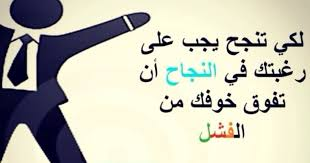 لكي تنجح يجب على
رغبتك في النجاح أن
تفوق خوفك من
الفشل